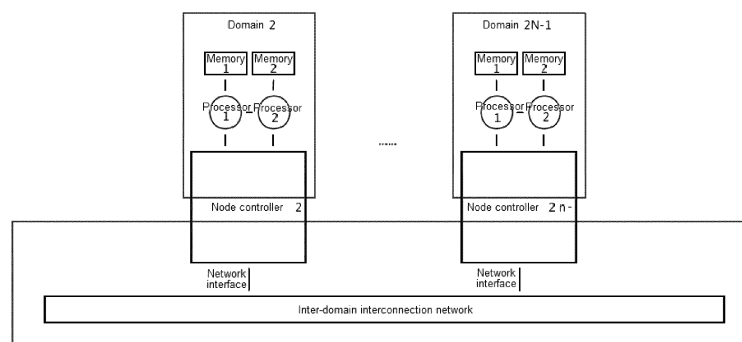 Domain 2
Domain 2N-1
Memory 1
Memory 2
Memory 1
Memory 2
Processor 1
Processor 2
Processor 1
Processor 2
......
Node controller 2
Node controller 2n-
Network
interface
Network
interface
Inter-domain interconnection network